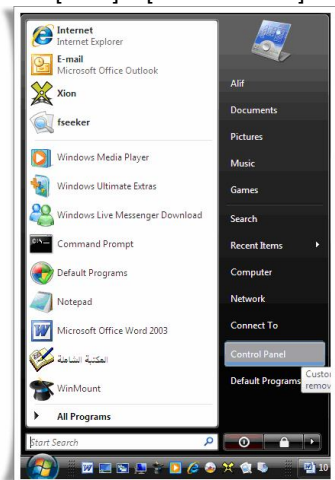 Internet
Internet Explorer
E-mail
Microsoft Office Outlook
Xion
fseeker
Windows Media Player
Windows Ultimate Extras
Windows Live Messenger Download
Command Prompt
Default Programs
Notepad
Microsoft Office Word 2003
المكتبة الشاملة
WinMount
All Programs
Start Search
Alif
Documents
Pictures
Music
Games
Search
Recent Items
Computer
Network
Connect To
Control Panel
Default Programs
10